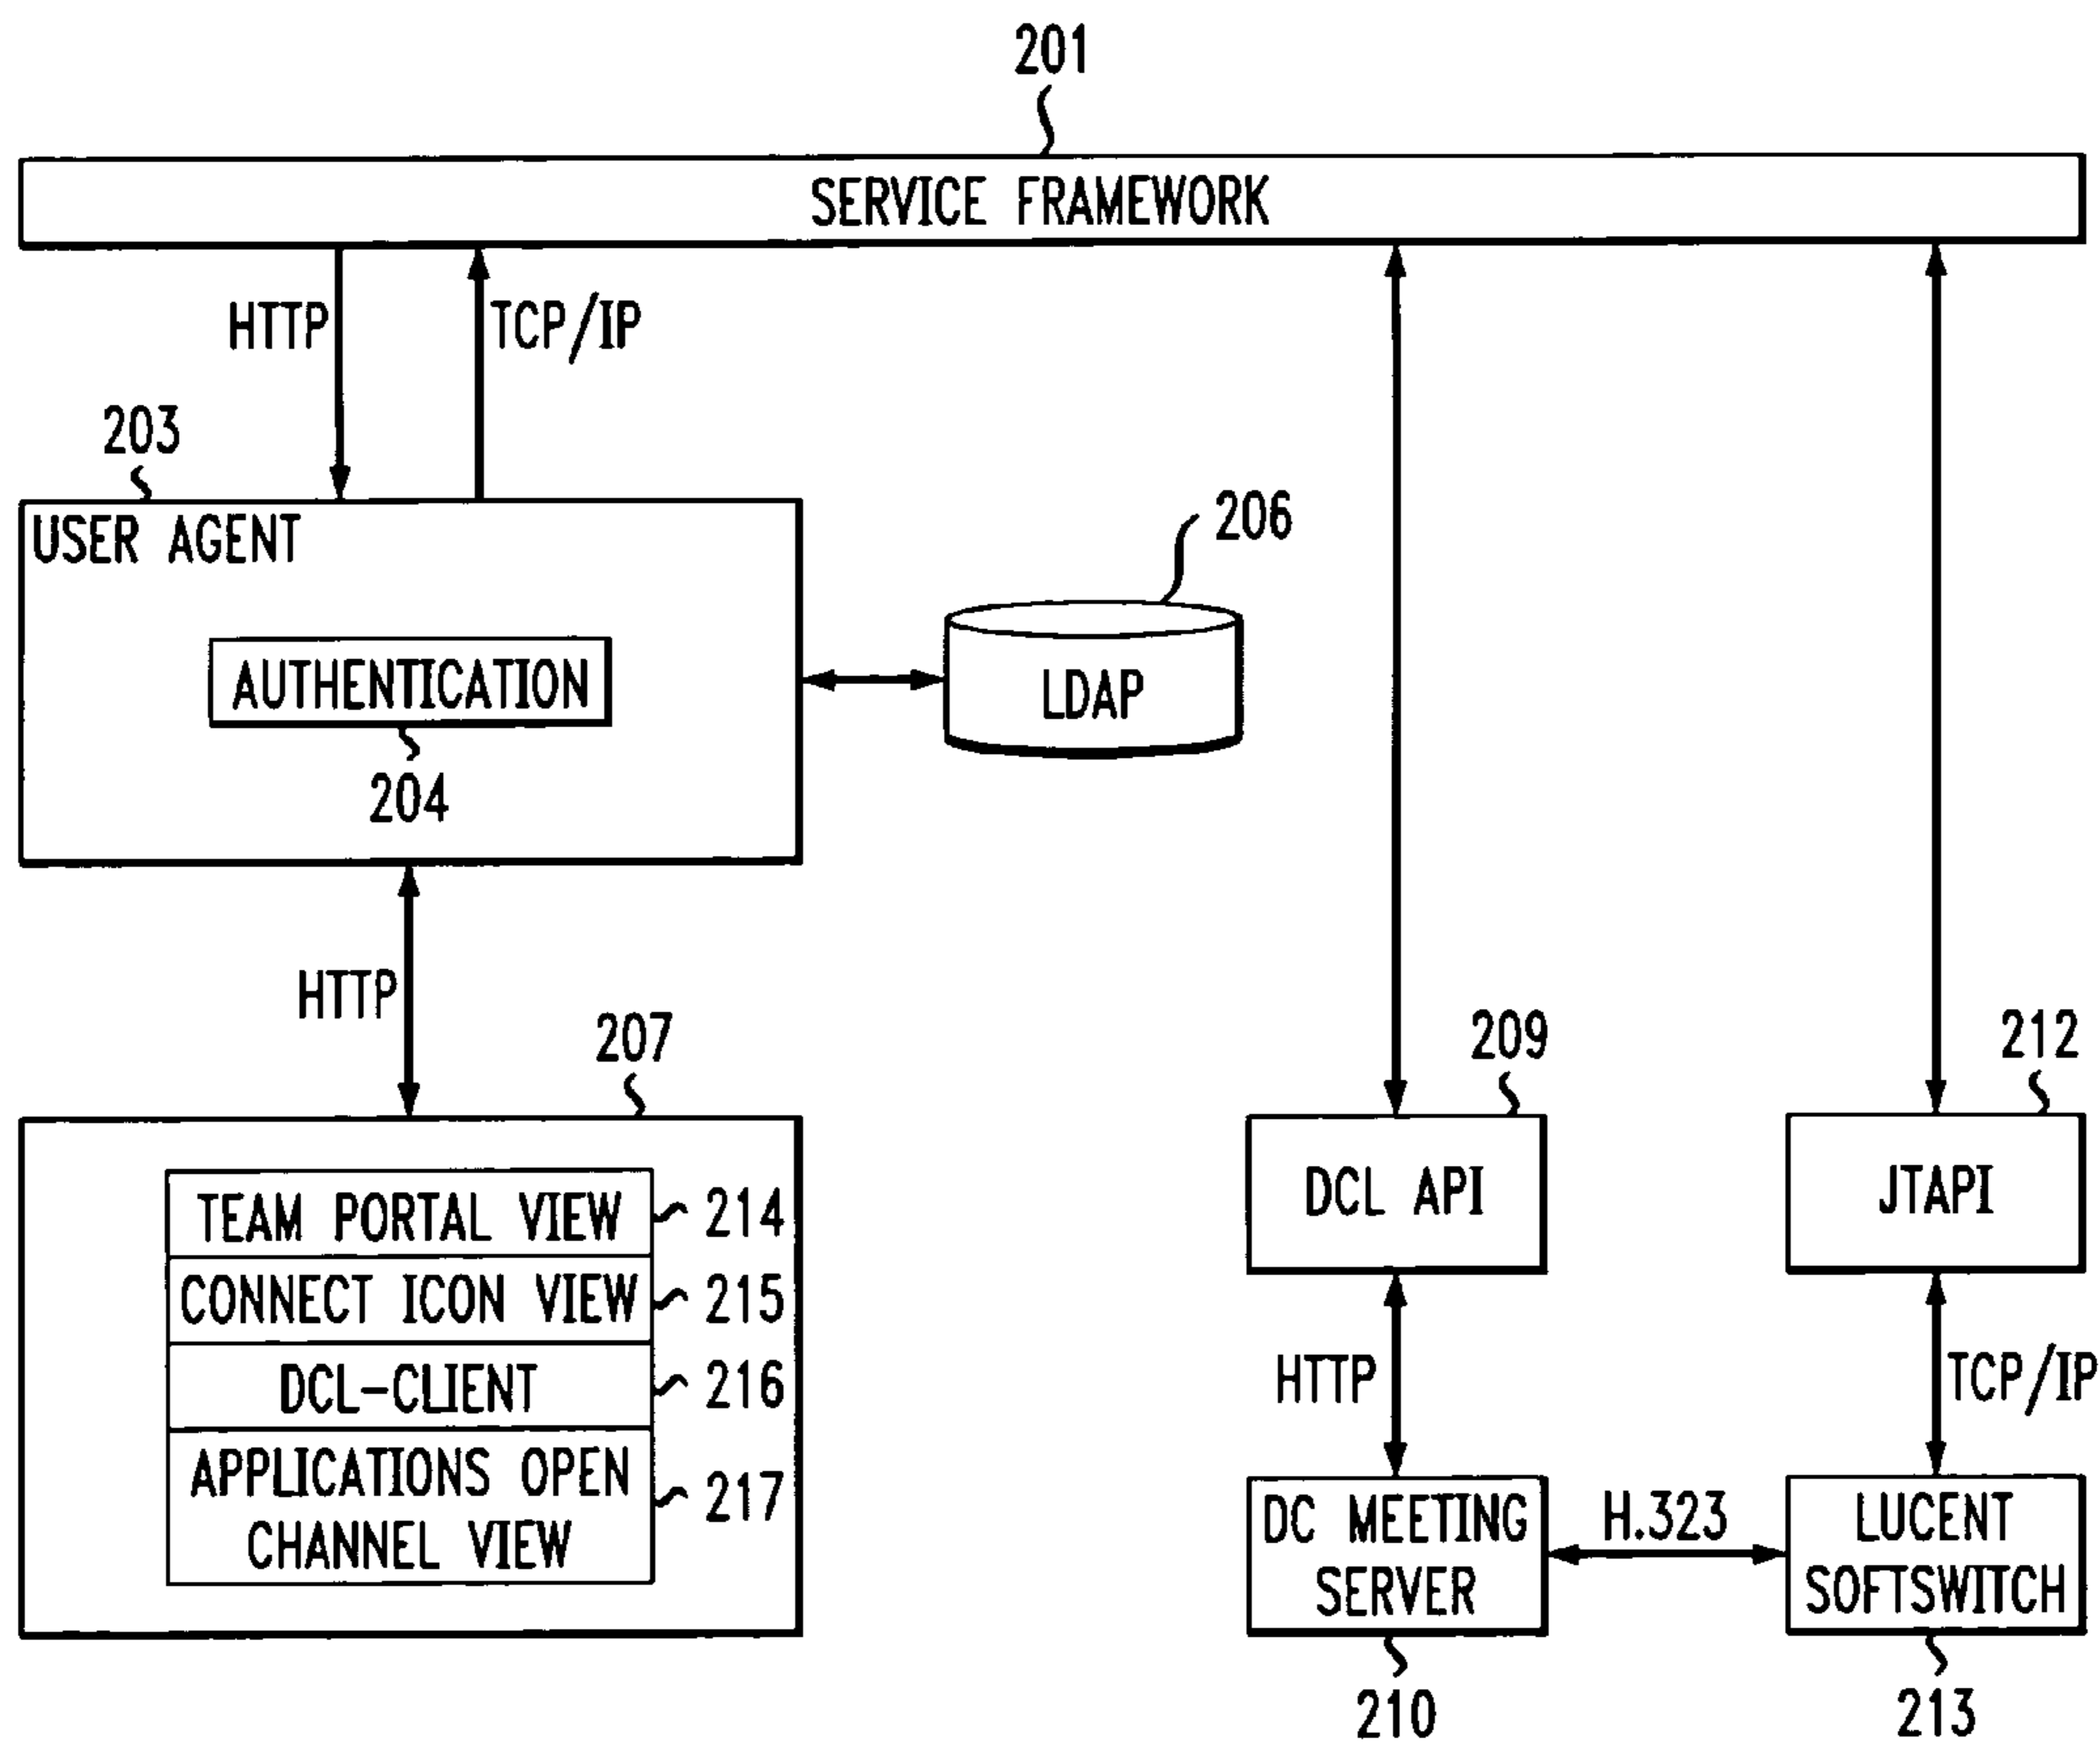 201
SERVICE FRAMEWORK
HTTP
TCP/IP
203
USER AGENT
AUTHENTICATION
204
206
LDAP
HTTP
207
TEAM PORTAL VIEW
214
CONNECT ICON VIEW
215
DCL-CLIENT
216
APPLICATIONS OPEN
CHANNEL VIEW
217
209
DCL API
212
JTAPI
HTTP
TCP/IP
DC MEETING
SERVER
210
H.323
LUCENT
SOFTSWITCH
213